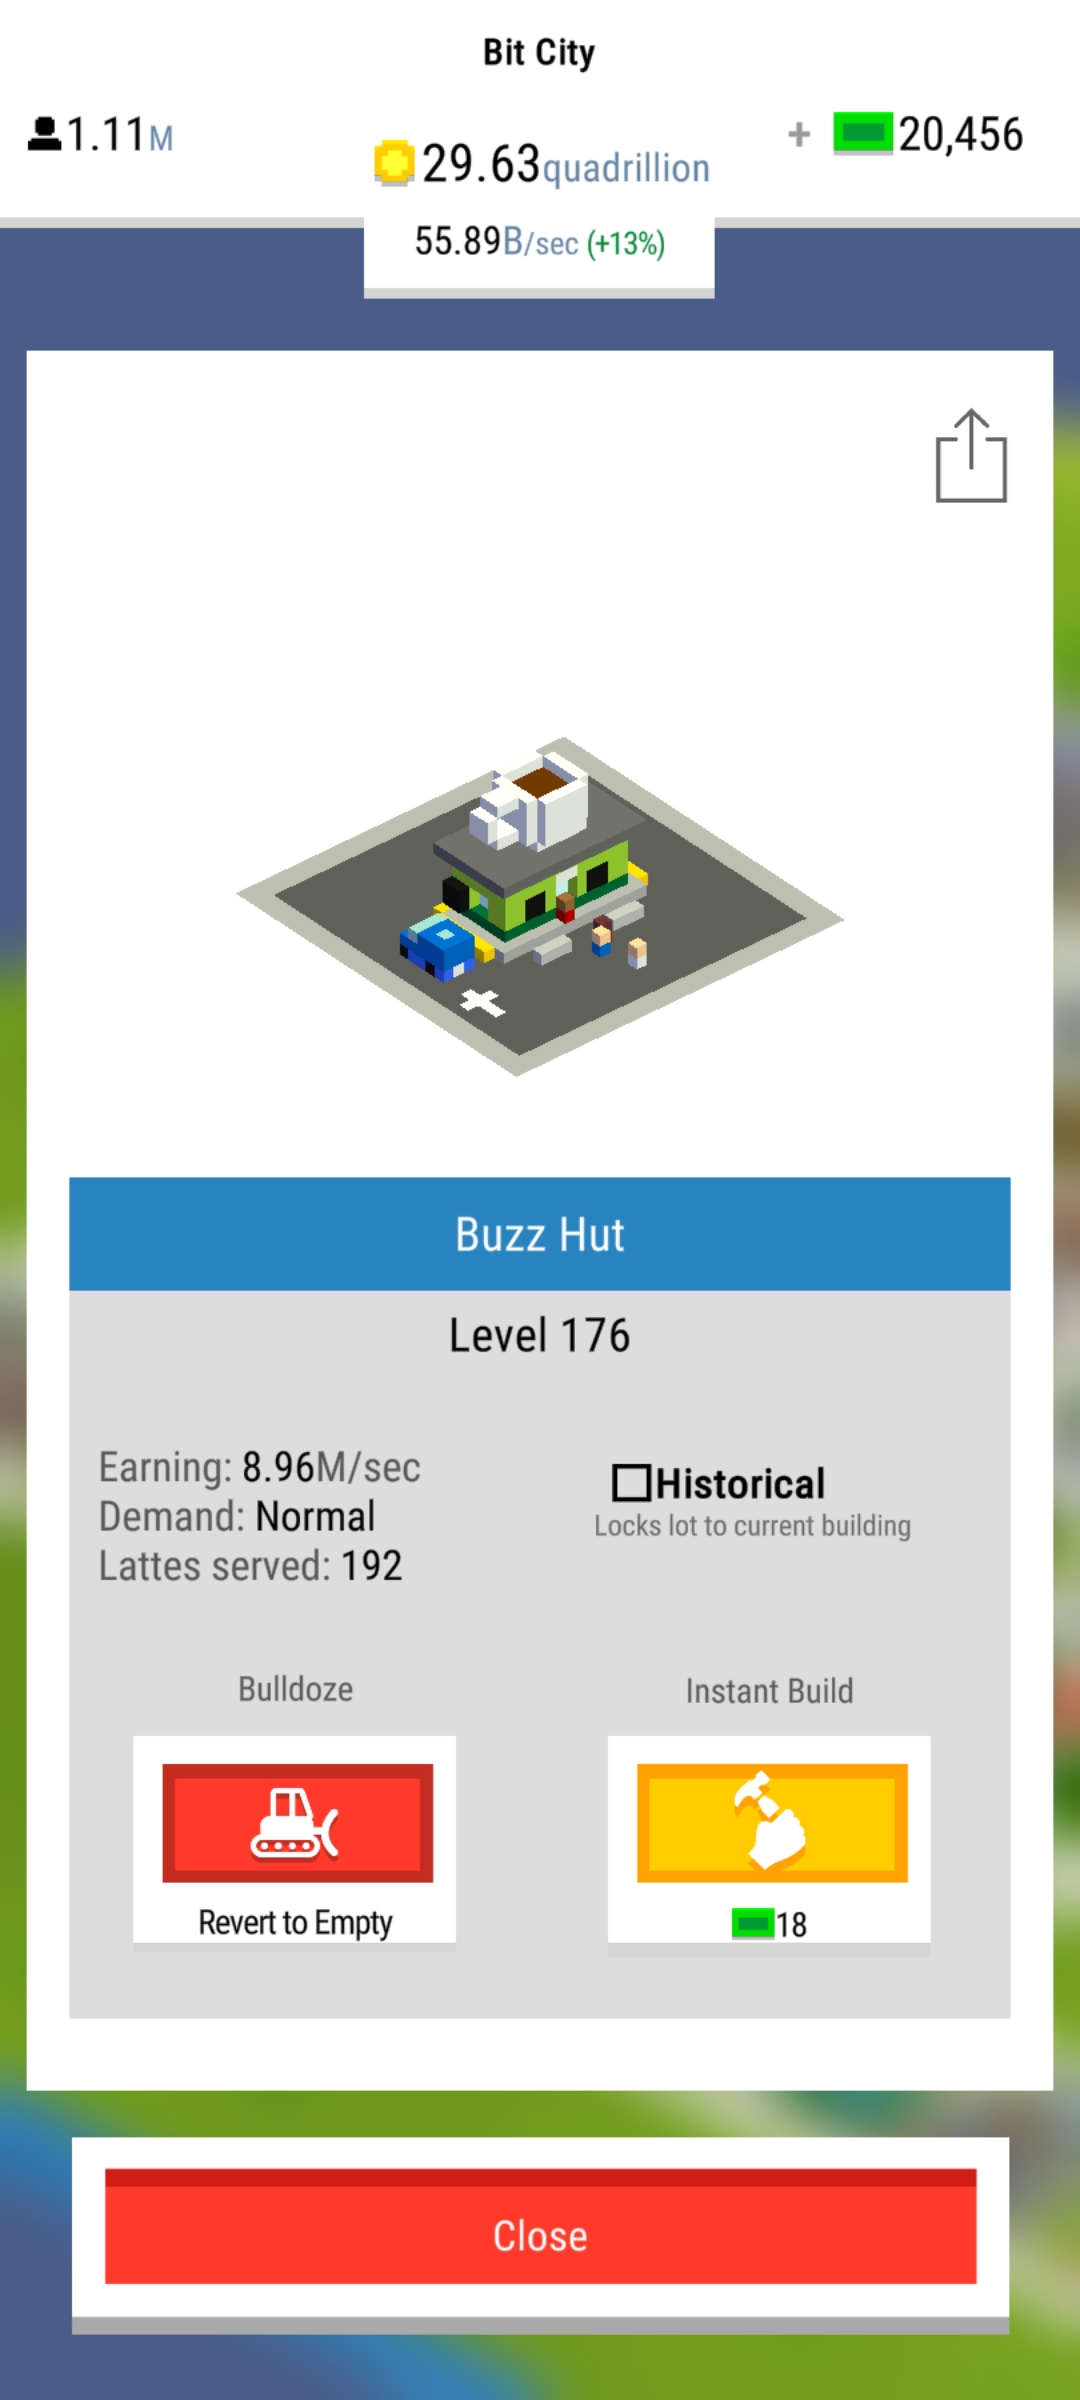 Bit City
1.11M
+ 20,456
29.63quadrillion
55.89B/sec (+13%)
Buzz Hut
Level 176
Earning: 8.96M/sec
Demand: Normal
Lattes served: 192
Historical
Locks lot to current building
Bulldoze
Instant Build
Revert to Empty
18
Close